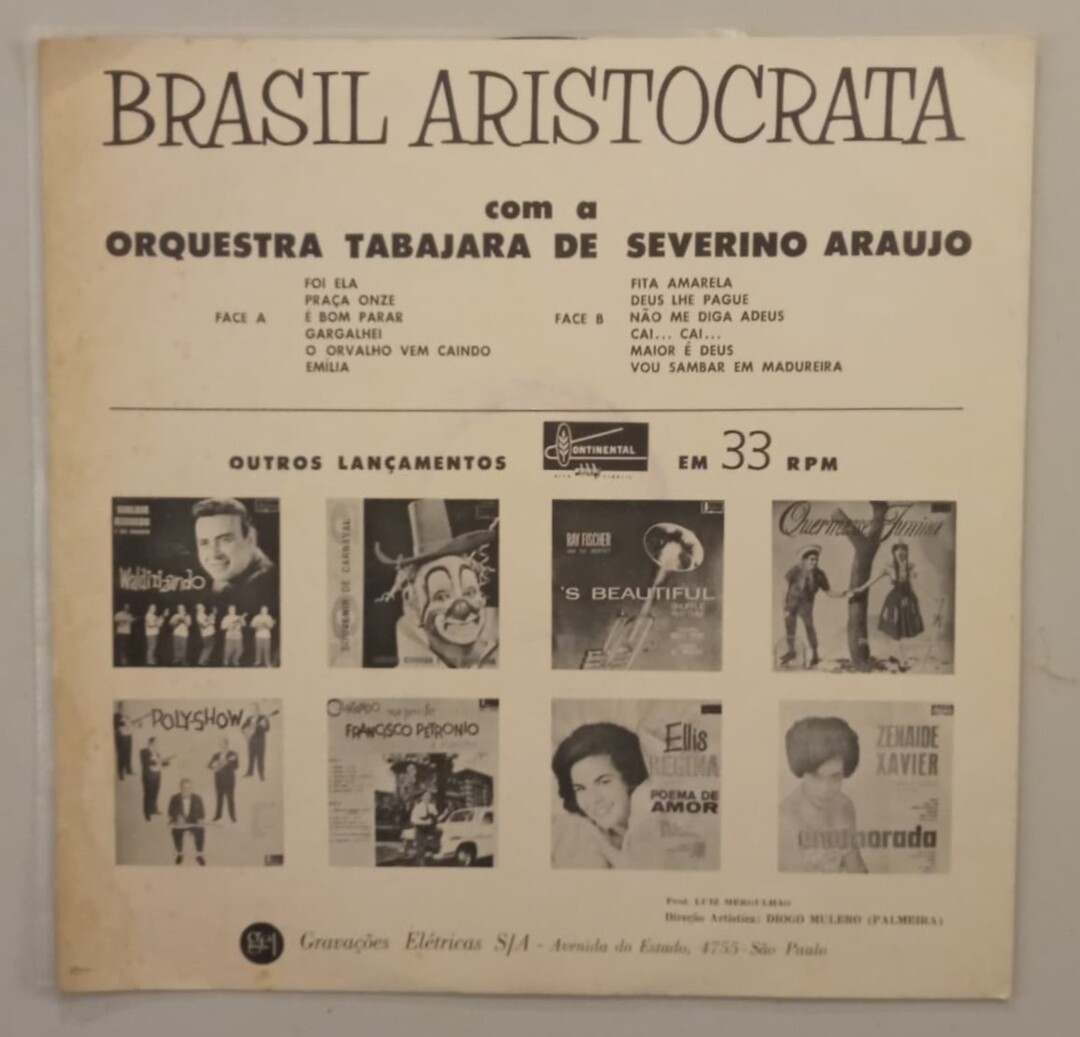 BRASIL ARISTOCRATA
com a
ORQUESTRA TABAJARA DE SEVERINO ARAUJO
FACE A
FOI ELA
PRAÇA ONZE
É BOM PARAR
GARGALHEI
O ORVALHO VEM CAINDO
EMÍLIA
FACE B
FITA AMARELA
DEUS LHE PAGUE
NÃO ME DIGA ADEUS
CAI... CAI...
MAIOR É DEUS
VOU SAMBAR EM MADUREIRA
OUTROS LANÇAMENTOS CONTINENTAL EM 33 RPM
Waldir
SOUVENIR DE CARNAVAL
RAY FISCHER
'S BEAUTIFUL
Quermesse Junina
POLY-SHOW
FRANCISCO PETRONIO
Ellis
REGINA
POEMA DE
AMOR
ZENAIDE
XAVIER
enamorada
Prod. LUIZ MERGULHÃO
Direção Artística: DIOGO MULERO (PALMEIRA)
Gravações Elétricas S/A - Avenida do Estado, 4755 - São Paulo